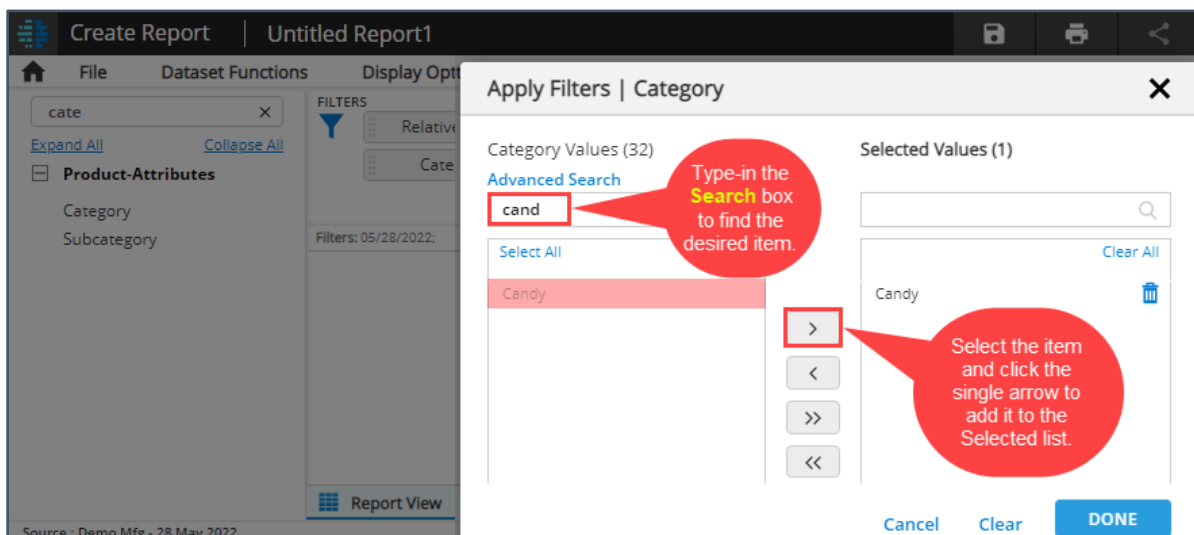 Create Report | Untitled Report1
File Dataset Functions Display Opt
cate
Expand All Collapse All
Product-Attributes
Category
Subcategory
FILTERS
Relative
Cate
Filters: 05/28/2022;
Report View
Source : Demo Mfg - 28 May 2022
Apply Filters | Category
Category Values (32)
Advanced Search
cand
Select All
Candy
Type-in the
Search box
to find the
desired item.
>
<
>>
<<
Selected Values (1)
Clear All
Candy
Select the item
and click the
single arrow to
add it to the
Selected list.
Cancel Clear DONE